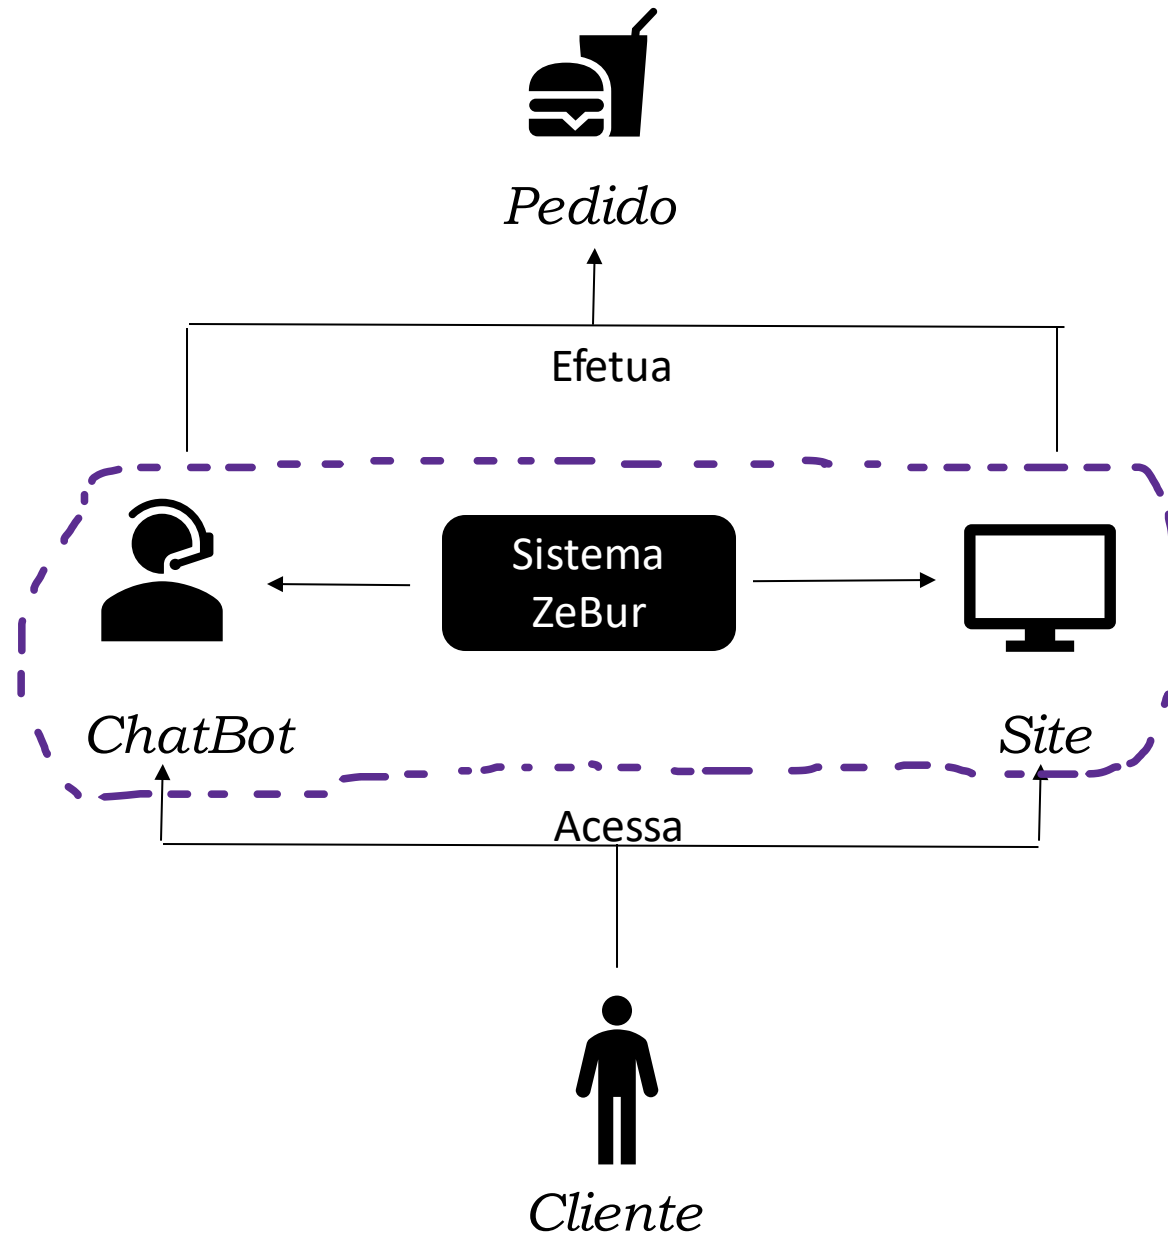 Pedido
Efetua
Sistema
ZeBur
ChatBot
Site
Acessa
Cliente